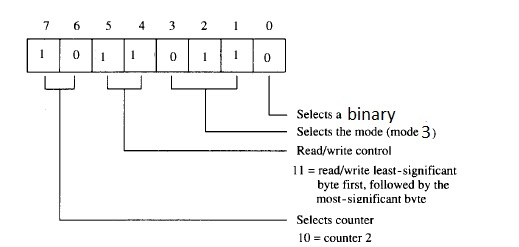 7 6 5 4 3 2 1 0
1 0 1 1 0 1 1 0
Selects a binary
Selects the mode (mode 3)
Read/write control
11 = read/write least-significant
byte first, followed by the
most-significant byte
Selects counter
10 = counter 2